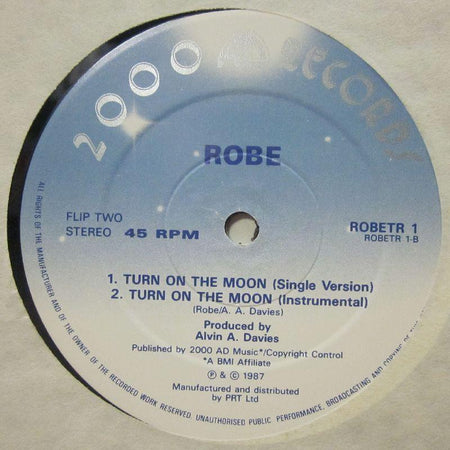 2000 RECORDS
ROBE
FLIP TWO
STEREO 45 RPM
ROBETR 1
ROBETR 1-B
1. TURN ON THE MOON (Single Version)
2. TURN ON THE MOON (Instrumental)
(Robe/A. A. Davies)
Produced by
Alvin A. Davies
Published by 2000 AD Music*/Copyright Control
*A BMI Affiliate
℗ & © 1987
Manufactured and distributed
by PRT Ltd
ALL RIGHTS OF THE MANUFACTURER AND OF THE OWNER OF THE RECORDED WORK RESERVED. UNAUTHORISED PUBLIC PERFORMANCE, BROADCASTING AND COPYING OF